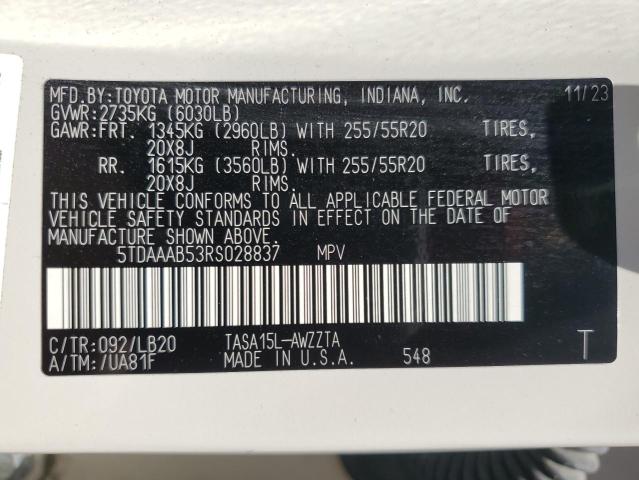 MFD.BY:TOYOTA MOTOR MANUFACTURING, INDIANA, INC. 11/23
GVWR:2735KG (6030LB)
GAWR:FRT. 1345KG (2960LB) WITH 255/55R20 TIRES,
20X8J RIMS.
RR. 1615KG (3560LB) WITH 255/55R20 TIRES,
20X8J RIMS.
THIS VEHICLE CONFORMS TO ALL APPLICABLE FEDERAL MOTOR
VEHICLE SAFETY STANDARDS IN EFFECT ON THE DATE OF
MANUFACTURE SHOWN ABOVE.
5TDAAAB53RS028837 MPV
C/TR:092/LB20 TASA15L-AWZZTA
A/TM:/UA81F MADE IN U.S.A. 548 T